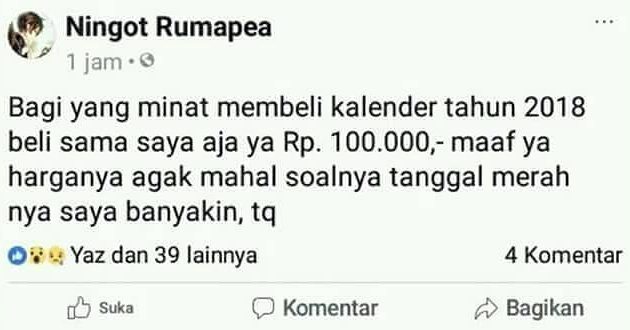 Ningot Rumapea
1 jam
Bagi yang minat membeli kalender tahun 2018
beli sama saya aja ya Rp. 100.000,- maaf ya
harganya agak mahal soalnya tanggal merah
nya saya banyakin, tq
Yaz dan 39 lainnya 4 Komentar
Suka Komentar Bagikan